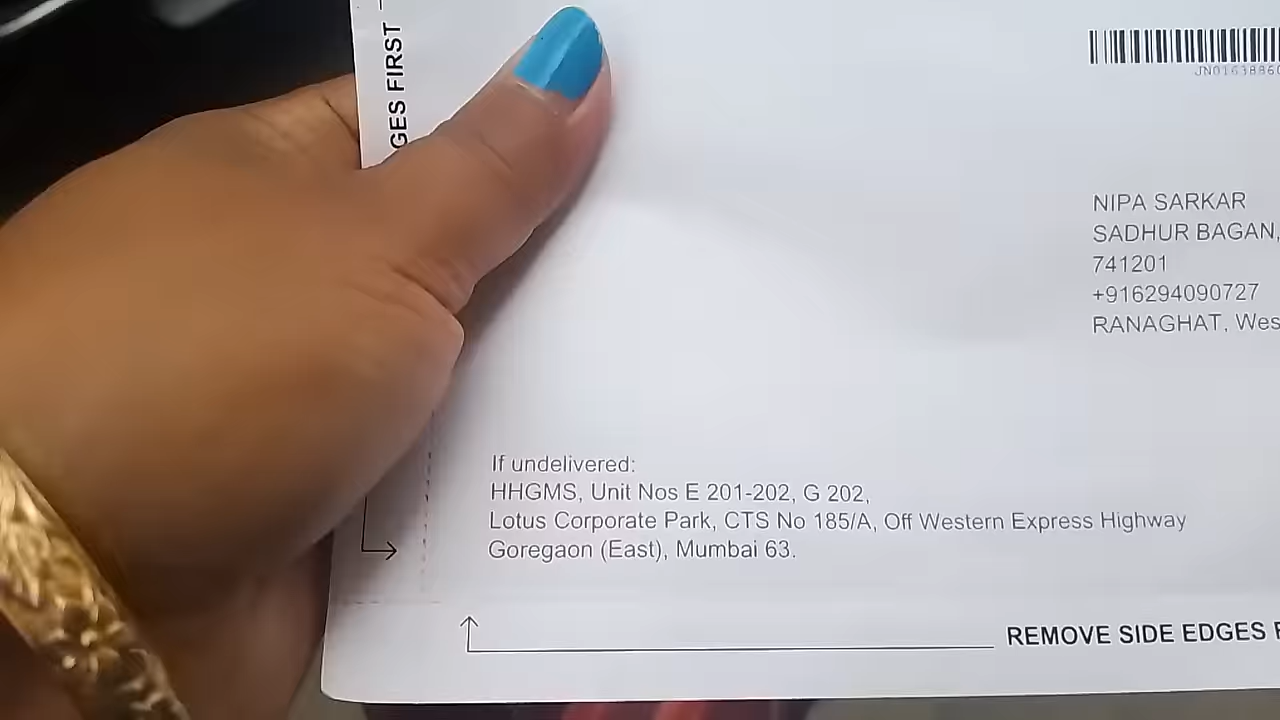 GES FIRST
JN01638860
NIPA SARKAR
SADHUR BAGAN,
741201
+916294090727
RANAGHAT, Wes
If undelivered:
HHGMS, Unit Nos E 201-202, G 202,
Lotus Corporate Park, CTS No 185/A, Off Western Express Highway
Goregaon (East), Mumbai 63.
REMOVE SIDE EDGES